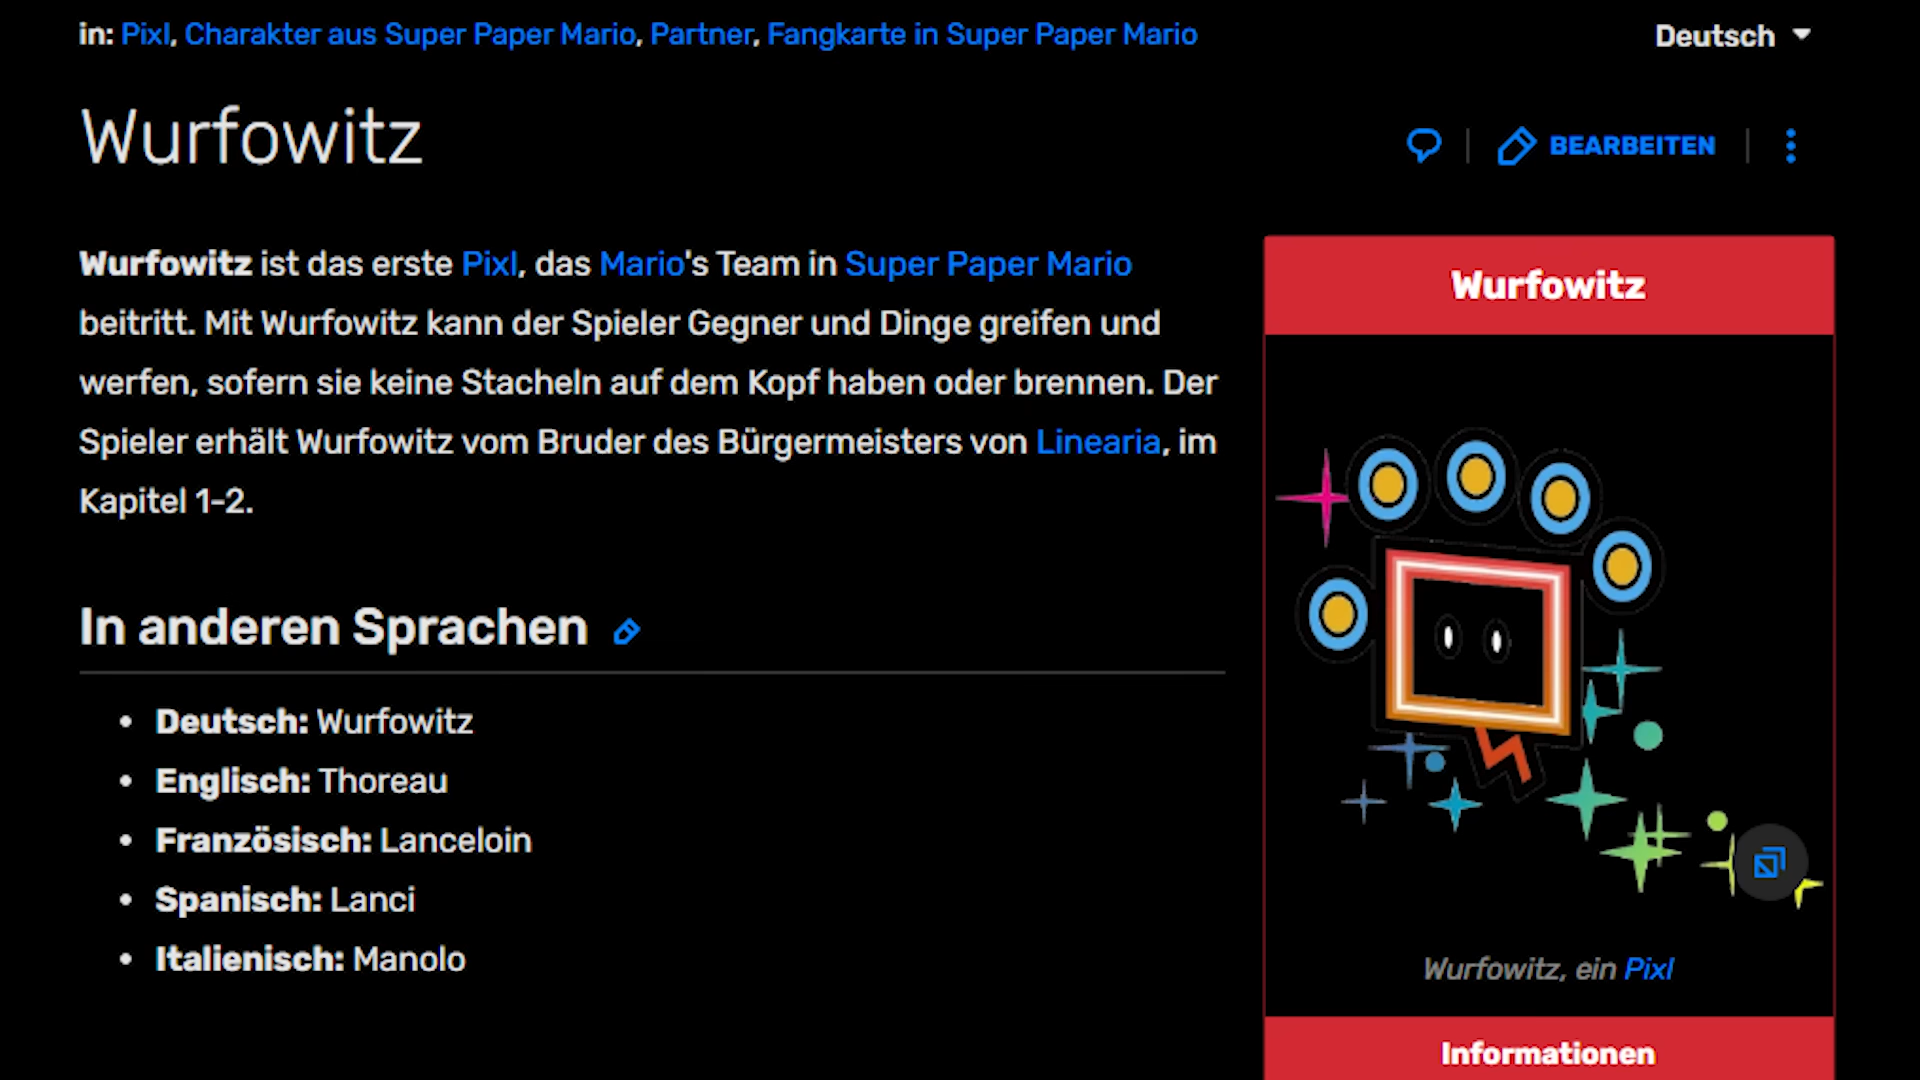 in: Pixl, Charakter aus Super Paper Mario, Partner, Fangkarte in Super Paper Mario
Deutsch
Wurfowitz
BEARBEITEN
Wurfowitz ist das erste Pixl, das Mario's Team in Super Paper Mario
beitritt. Mit Wurfowitz kann der Spieler Gegner und Dinge greifen und
werfen, sofern sie keine Stacheln auf dem Kopf haben oder brennen. Der
Spieler erhält Wurfowitz vom Bruder des Bürgermeisters von Linearia, im
Kapitel 1-2.
In anderen Sprachen
• Deutsch: Wurfowitz
• Englisch: Thoreau
• Französisch: Lanceloin
• Spanisch: Lanci
• Italienisch: Manolo
Wurfowitz
Wurfowitz, ein Pixl
Informationen